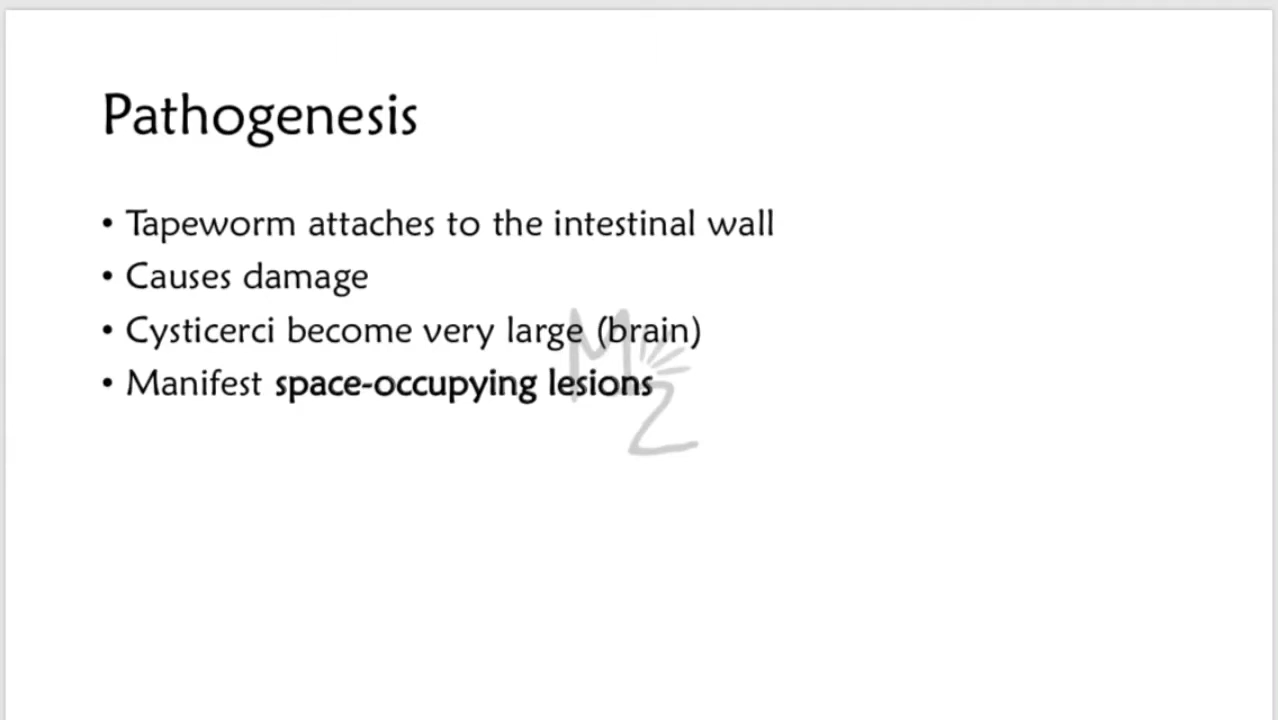 Pathogenesis
• Tapeworm attaches to the intestinal wall
• Causes damage
• Cysticerci become very large (brain)
• Manifest space-occupying lesions
M
Z